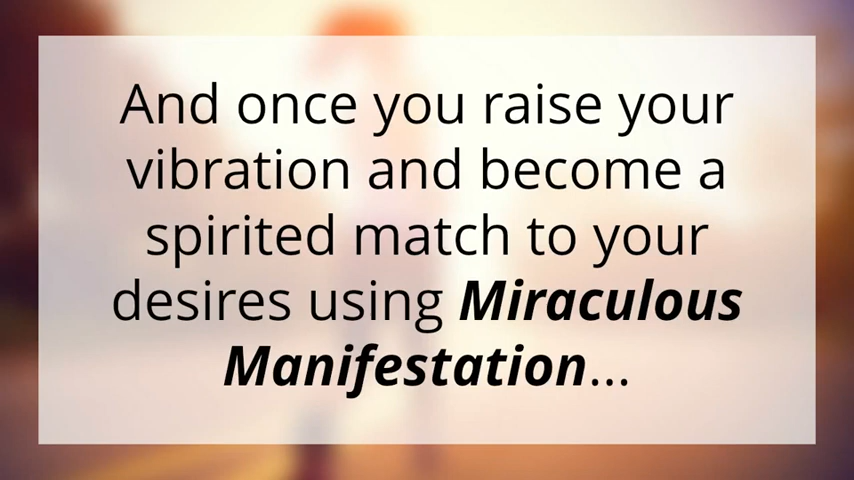 And once you raise your
vibration and become a
spirited match to your
desires using Miraculous
Manifestation...